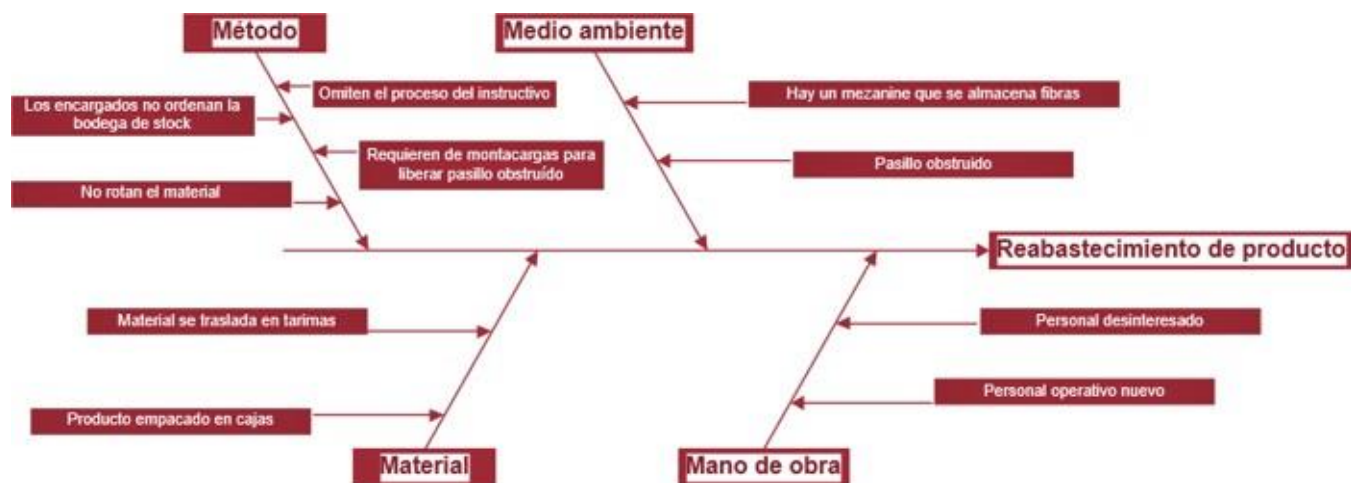 Método
Medio ambiente
Omiten el proceso del instructivo
Hay un mezanine que se almacena fibras
Los encargados no ordenan la
bodega de stock
Requieren de montacargas para
liberar pasillo obstruído
Pasillo obstruido
No rotan el material
Reabastecimiento de producto
Material se traslada en tarimas
Personal desinteresado
Personal operativo nuevo
Producto empacado en cajas
Material
Mano de obra